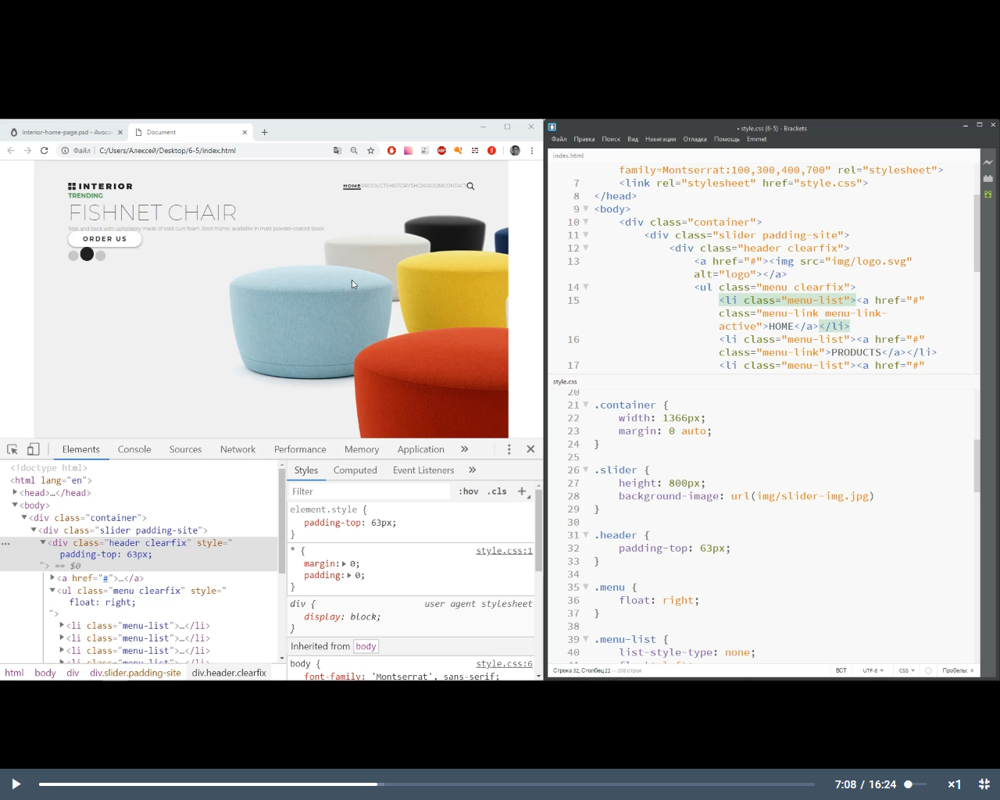 interior-home-page.psd - Avoco
Document
Файл
C:/Users/Алексей/Desktop/6-5/index.html
INTERIOR
HOME PRODUCTS HISTORY SHOWROOM CONTACT
TRENDING
FISHNET CHAIR
Seat and back with upholstery made of cold cure foam. Steel frame, available in matt powder-coated black.
ORDER US
Elements Console Sources Network Performance Memory Application »
<!doctype html>
<html lang="en">
<head>…</head>
<body>
<div class="container">
<div class="slider padding-site">
<div class="header clearfix" style="
padding-top: 63px;
"> == $0
<a href="#">…</a>
<ul class="menu clearfix" style="
float: right;
">
<li class="menu-list">…</li>
<li class="menu-list">…</li>
<li class="menu-list">…</li>
<li class="menu-list">…</li>
html body div div.slider.padding-site div.header.clearfix
Styles Computed Event Listeners »
Filter :hov .cls +
element.style {
padding-top: 63px;
}
* { style.css:1
margin: 0;
padding: 0;
}
div { user agent stylesheet
display: block;
}
Inherited from body
body { style.css:6
font-family: 'Montserrat', sans-serif;
• style.css (6-5) - Brackets
Файл Правка Поиск Вид Навигация Отладка Помощь Emmet
index.html
family=Montserrat:100,300,400,700" rel="stylesheet">
7 <link rel="stylesheet" href="style.css">
8 </head>
9 <body>
10 <div class="container">
11 <div class="slider padding-site">
12 <div class="header clearfix">
13 <a href="#"><img src="img/logo.svg"
alt="logo"></a>
14 <ul class="menu clearfix">
15 <li class="menu-list"><a href="#"
class="menu-link menu-link-
active">HOME</a></li>
16 <li class="menu-list"><a href="#"
class="menu-link">PRODUCTS</a></li>
17 <li class="menu-list"><a href="#"
style.css
20
21 .container {
22 width: 1366px;
23 margin: 0 auto;
24 }
25
26 .slider {
27 height: 800px;
28 background-image: url(img/slider-img.jpg)
29 }
30
31 .header {
32 padding-top: 63px;
33 }
34
35 .menu {
36 float: right;
37 }
38
39 .menu-list {
40 list-style-type: none;
Строка 32, Столбец 22 — 108 строк
ВСТ UTF-8 CSS Пробелы: 4
7:08 / 16:24 ×1